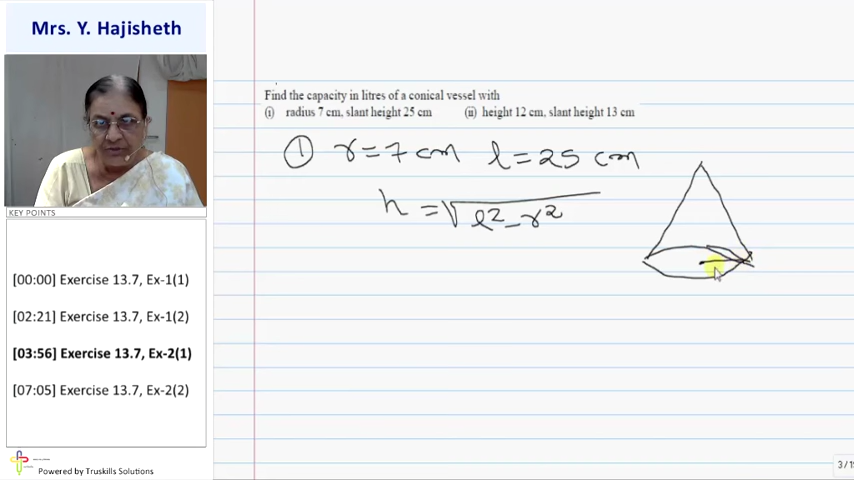 Mrs. Y. Hajisheth
KEY POINTS
[00:00] Exercise 13.7, Ex-1(1)
[02:21] Exercise 13.7, Ex-1(2)
[03:56] Exercise 13.7, Ex-2(1)
[07:05] Exercise 13.7, Ex-2(2)
Powered by Truskills Solutions
Find the capacity in litres of a conical vessel with
(i) radius 7 cm, slant height 25 cm (ii) height 12 cm, slant height 13 cm
① r = 7 cm l = 25 cm
h = √l² - r²